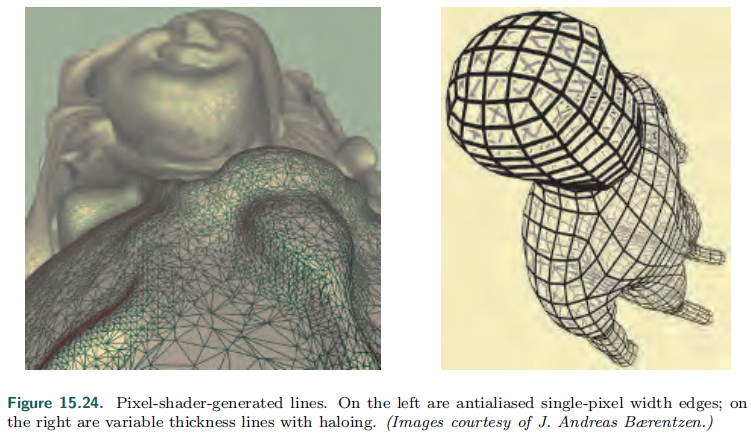 Figure 15.24. Pixel-shader-generated lines. On the left are antialiased single-pixel width edges; on
the right are variable thickness lines with haloing. (Images courtesy of J. Andreas Bærentzen.)